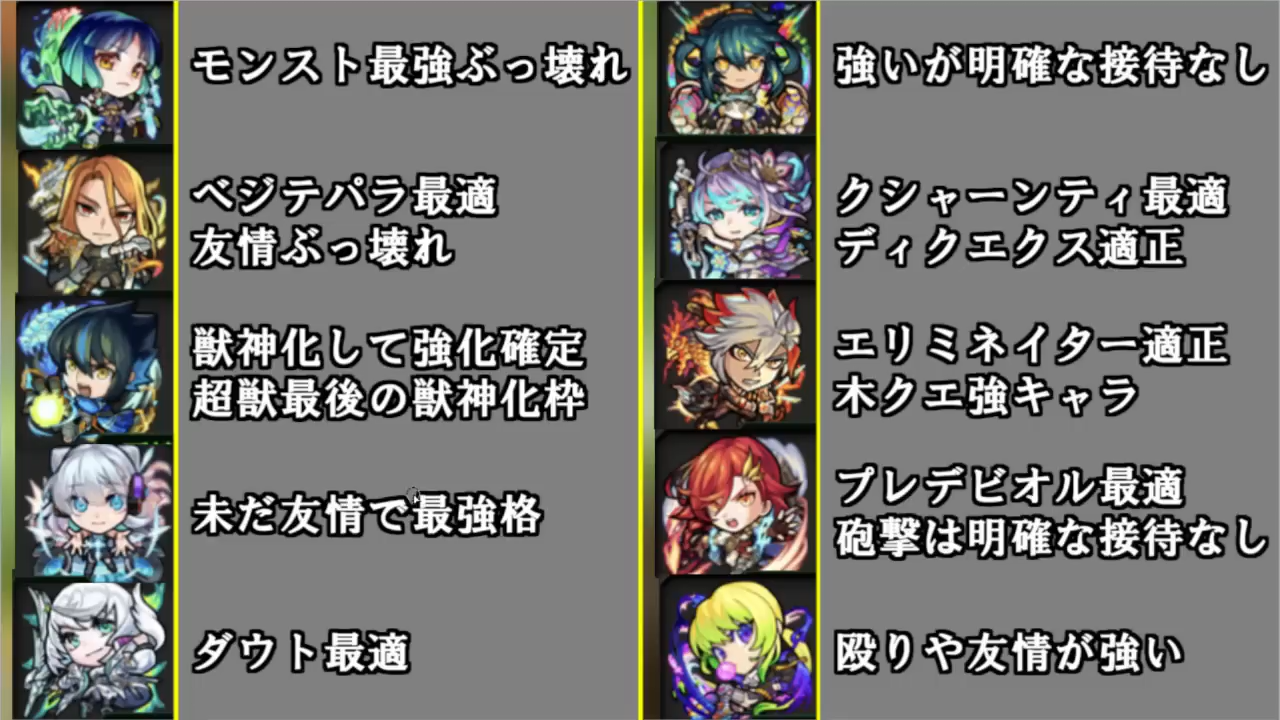 モンスト最強ぶっ壊れ
ベジテパラ最適
友情ぶっ壊れ
獣神化して強化確定
超獣最後の獣神化枠
未だ友情で最強格
ダウト最適
強いが明確な接待なし
クシャーンティ最適
ディクエクス適正
エリミネイター適正
木クエ強キャラ
プレデビオル最適
砲撃は明確な接待なし
殴りや友情が強い